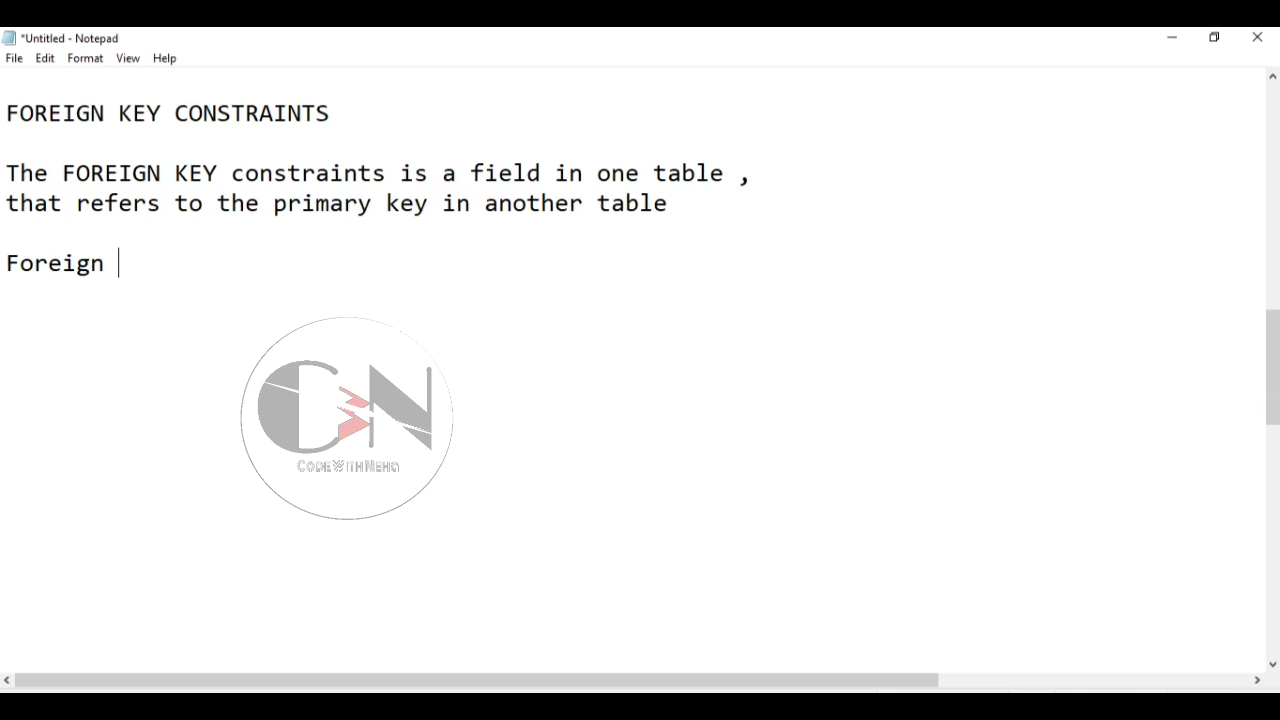 *Untitled - Notepad
File Edit Format View Help
FOREIGN KEY CONSTRAINTS
The FOREIGN KEY constraints is a field in one table ,
that refers to the primary key in another table
Foreign
CN
CODEWITHNEHA